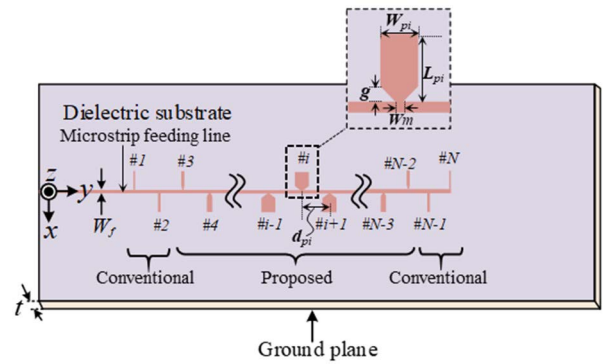 Wpi
Lpi
g
Wm
Dielectric substrate
Microstrip feeding line
#1
#3
#i
#N-2
#N
z
y
x
Wf
#2
#4
#i-1
dpi
#i+1
#N-3
#N-1
Conventional
Proposed
Conventional
t
Ground plane